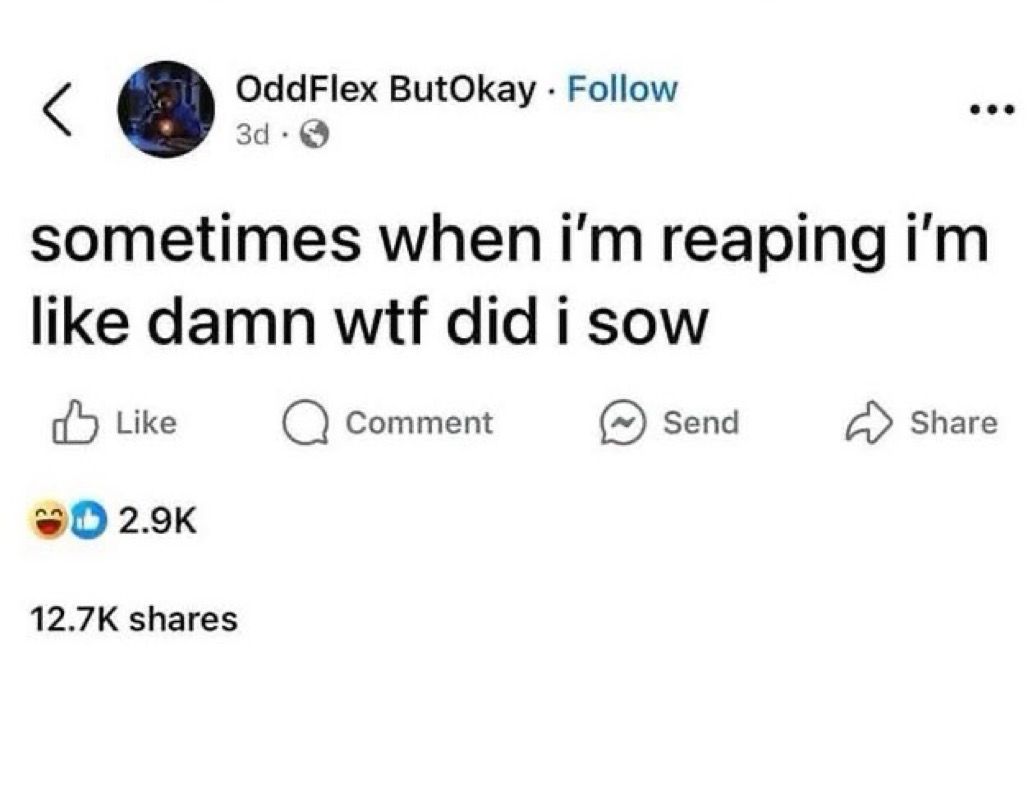 OddFlex ButOkay · Follow
3d ·
sometimes when i'm reaping i'm
like damn wtf did i sow
Like Comment Send Share
2.9K
12.7K shares